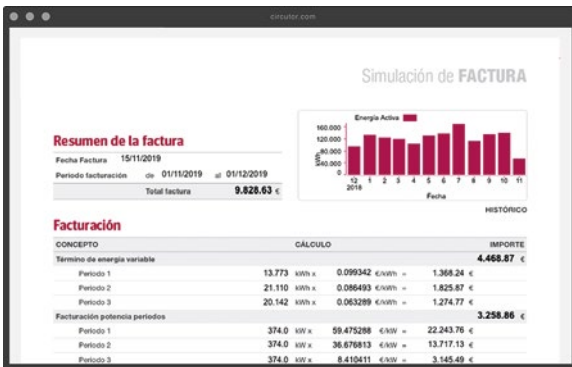 circutor.com
Simulación de FACTURA
Resumen de la factura
Fecha Factura 15/11/2019
Periodo facturación de 01/11/2019 al 01/12/2019
Total factura 9.828.63 €
Energía Activa
160.000
120.000
80.000
40.000
0
kWh
12 1 2 3 4 5 6 7 8 9 10 11
2018
Fecha
HISTÓRICO
Facturación
CONCEPTO CÁLCULO IMPORTE
Término de energía variable 4.468.87 €
Periodo 1 13.773 kWh x 0.099342 €/kWh = 1.368.24 €
Periodo 2 21.110 kWh x 0.086493 €/kWh = 1.825.87 €
Periodo 3 20.142 kWh x 0.063289 €/kWh = 1.274.77 €
Facturación potencia periodos 3.258.86 €
Periodo 1 374.0 kW x 59.475288 €/kW = 22.243.76 €
Periodo 2 374.0 kW x 36.676813 €/kW = 13.717.13 €
Periodo 3 374.0 kW x 8.410411 €/kW = 3.145.49 €